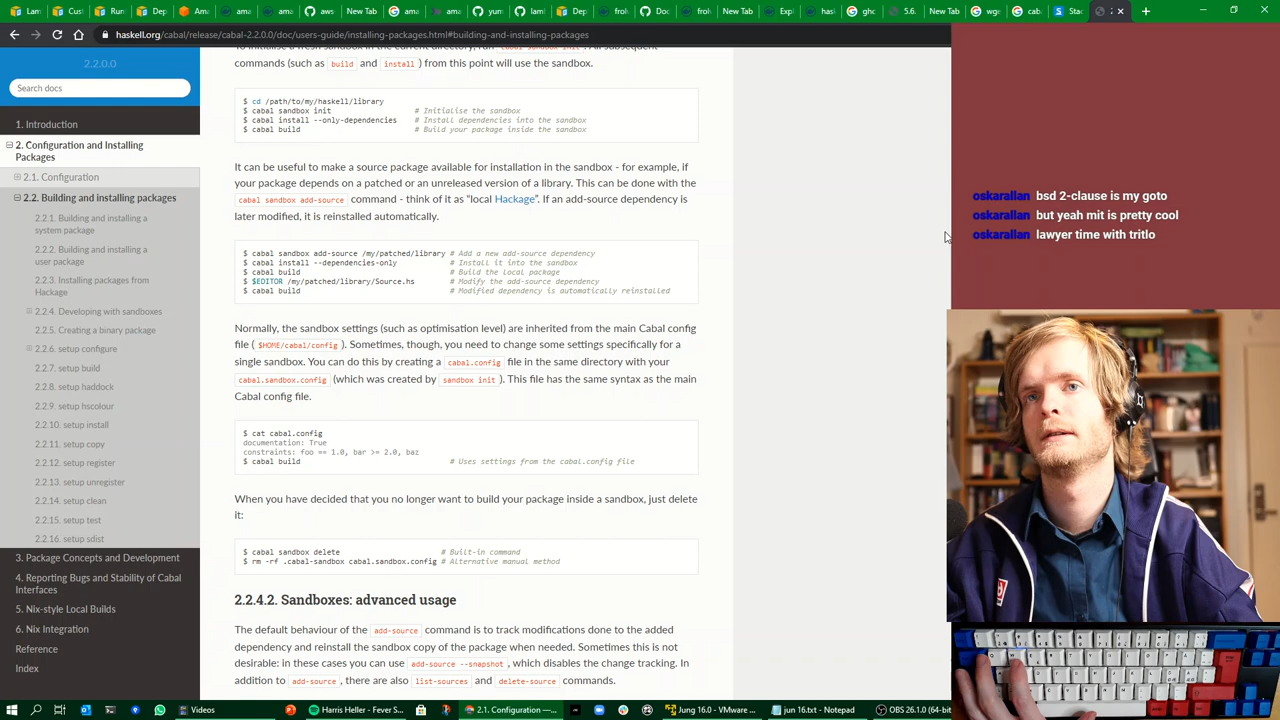 New
New
New
New
Hack
New
Expl
New
G haskell
ghc
5.6.
G ghc s
haskell.org/cabal/release/cabal-2.2.0.0/doc/users-guide/installing-packages.html#building-and-installing-packages
2.2.0.0
Search docs
1. Introduction
2. Configuration and Installing
Packages
2.1. Configuration
2.2. Building and installing packages
2.2.1. Building and installing a
system package
2.2.2. Building and installing a
user package
2.2.3. Installing packages from
Hackage
2.2.4. Developing with sandboxes
2.2.5. Creating a binary package
2.2.6. setup configure
2.2.7. setup build
2.2.8. setup haddock
2.2.9. setup hscolour
2.2.10. setup install
2.2.11. setup copy
2.2.12. setup register
2.2.13. setup unregister
2.2.14. setup clean
2.2.15. setup test
2.2.16. setup sdist
3. Package Concepts and Development
4. Reporting Bugs and Stability of Cabal
Interfaces
5. Nix-style Local Builds
6. Nix Integration
Reference
Index
To initialise a fresh sandbox in the current directory, run cabal sandbox init . All subsequent
commands (such as build and install ) from this point will use the sandbox.
$ cd /path/to/my/haskell/library
$ cabal sandbox init # Initialise the sandbox
$ cabal install --only-dependencies # Install dependencies into the sandbox
$ cabal build # Build your package inside the sandbox
It can be useful to make a source package available for installation in the sandbox - for example, if
your package depends on a patched or an unreleased version of a library. This can be done with the
cabal sandbox add-source command - think of it as “local Hackage”. If an add-source dependency is
later modified, it is reinstalled automatically.
$ cabal sandbox add-source /my/patched/library # Add a new add-source dependency
$ cabal install --dependencies-only # Install it into the sandbox
$ cabal build # Build the local package
$ $EDITOR /my/patched/library/Source.hs # Modify the add-source dependency
$ cabal build # Modified dependency is automatically reinstalled
Normally, the sandbox settings (such as optimisation level) are inherited from the main Cabal config
file ( $HOME/cabal/config ). Sometimes, though, you need to change some settings specifically for a
single sandbox. You can do this by creating a cabal.config file in the same directory with your
cabal.sandbox.config (which was created by sandbox init ). This file has the same syntax as the main
Cabal config file.
$ cat cabal.config
documentation: True
constraints: foo == 1.0, bar >= 2.0, baz
$ cabal build # Uses settings from the cabal.config file
When you have decided that you no longer want to build your package inside a sandbox, just delete
it:
$ cabal sandbox delete # Built-in command
$ rm -rf .cabal-sandbox cabal.sandbox.config # Alternative manual method
2.2.4.2. Sandboxes: advanced usage
The default behaviour of the add-source command is to track modifications done to the added
dependency and reinstall the sandbox copy of the package when needed. Sometimes this is not
desirable: in these cases you can use add-source --snapshot , which disables the change tracking. In
addition to add-source , there are also list-sources and delete-source commands.
oskarallan bsd 2-clause is my goto
oskarallan but yeah mit is pretty cool
oskarallan lawyer time with tritlo
Videos
Harris Heller - F...
2.1. Configuration —...
Jung 16.0 - VMware ...
jun 16.txt - Notepad
OBS 26.1.0 (64-bit...